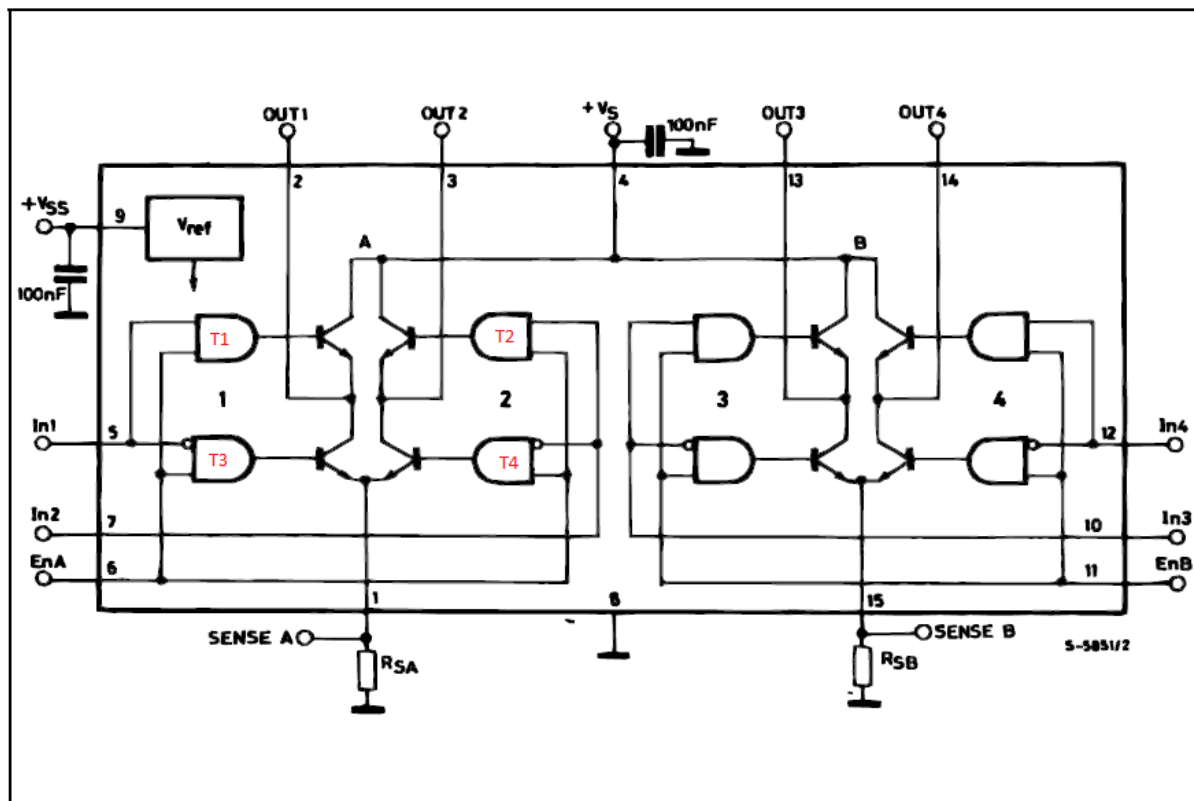 OUT1 OUT2 +VS 100nF OUT3 OUT4
2 3 4 13 14
+VSS 9 Vref
A B
100nF
T1 T2
1 2 3 4
In1 5 12 In4
T3 T4
In2 7 10 In3
EnA 6 11 EnB
1 8 15
SENSE A SENSE B S-5851/2
RSA RSB